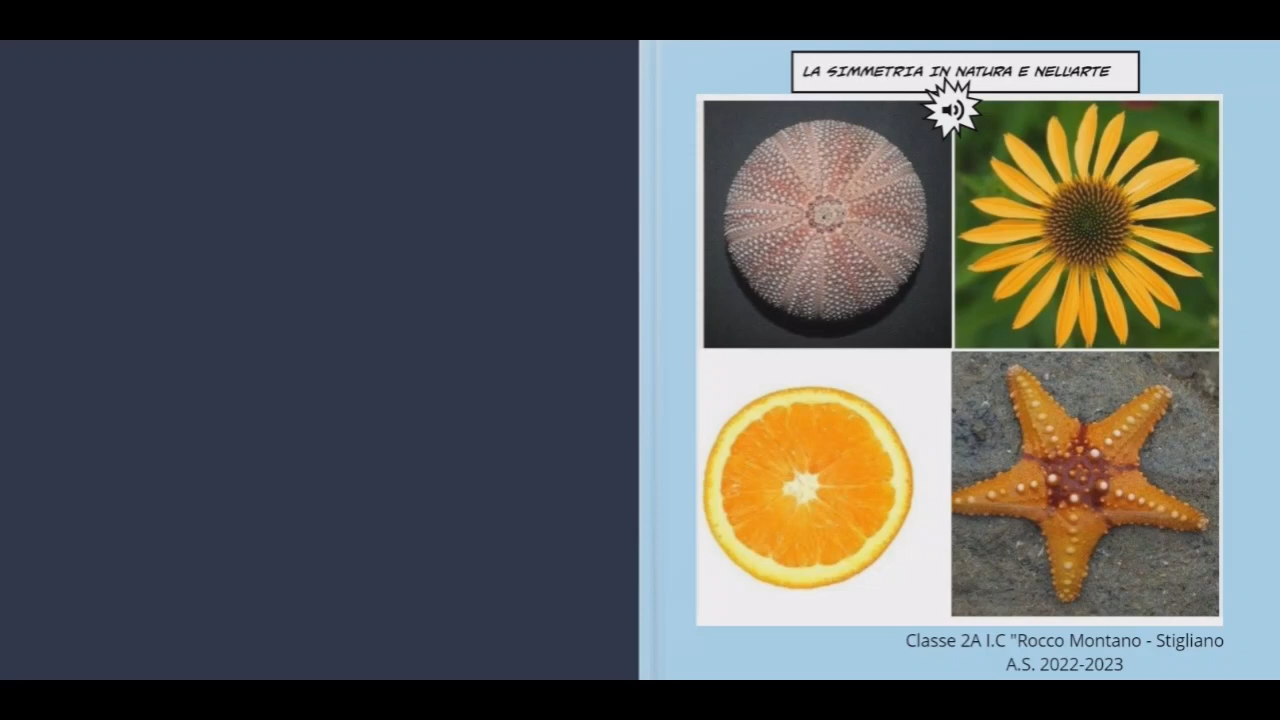 LA SIMMETRIA IN NATURA E NELL'ARTE
Classe 2A I.C "Rocco Montano - Stigliano
A.S. 2022-2023